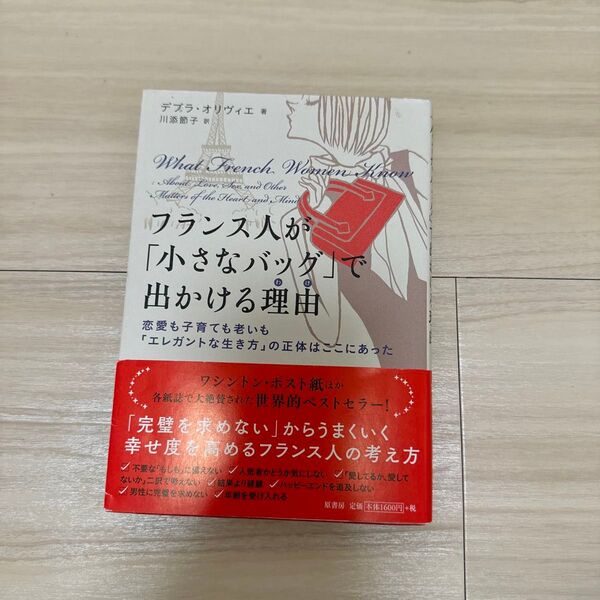 デブラ・オリヴィエ 著
川添節子 訳
What French Women Know
About Love, Sex, and Other
Matters of the Heart and Mind
フランス人が
「小さなバッグ」で
わけ
出かける理由
恋愛も子育ても老いも
「エレガントな生き方」の正体はここにあった
ワシントン・ポスト紙ほか
各紙誌で大絶賛された世界的ベストセラー!
「完璧を求めない」からうまくいく
幸せ度を高めるフランス人の考え方
✓不要な「もしも」に備えない ✓人気者かどうか気にしない ✓「愛してるか、愛して
ないか」二択で考えない ✓結果より経緯 ✓ハッピーエンドを追及しない
✓男性に完璧を求めない ✓年齢を受け入れる
原書房 定価 本体1600円 +税